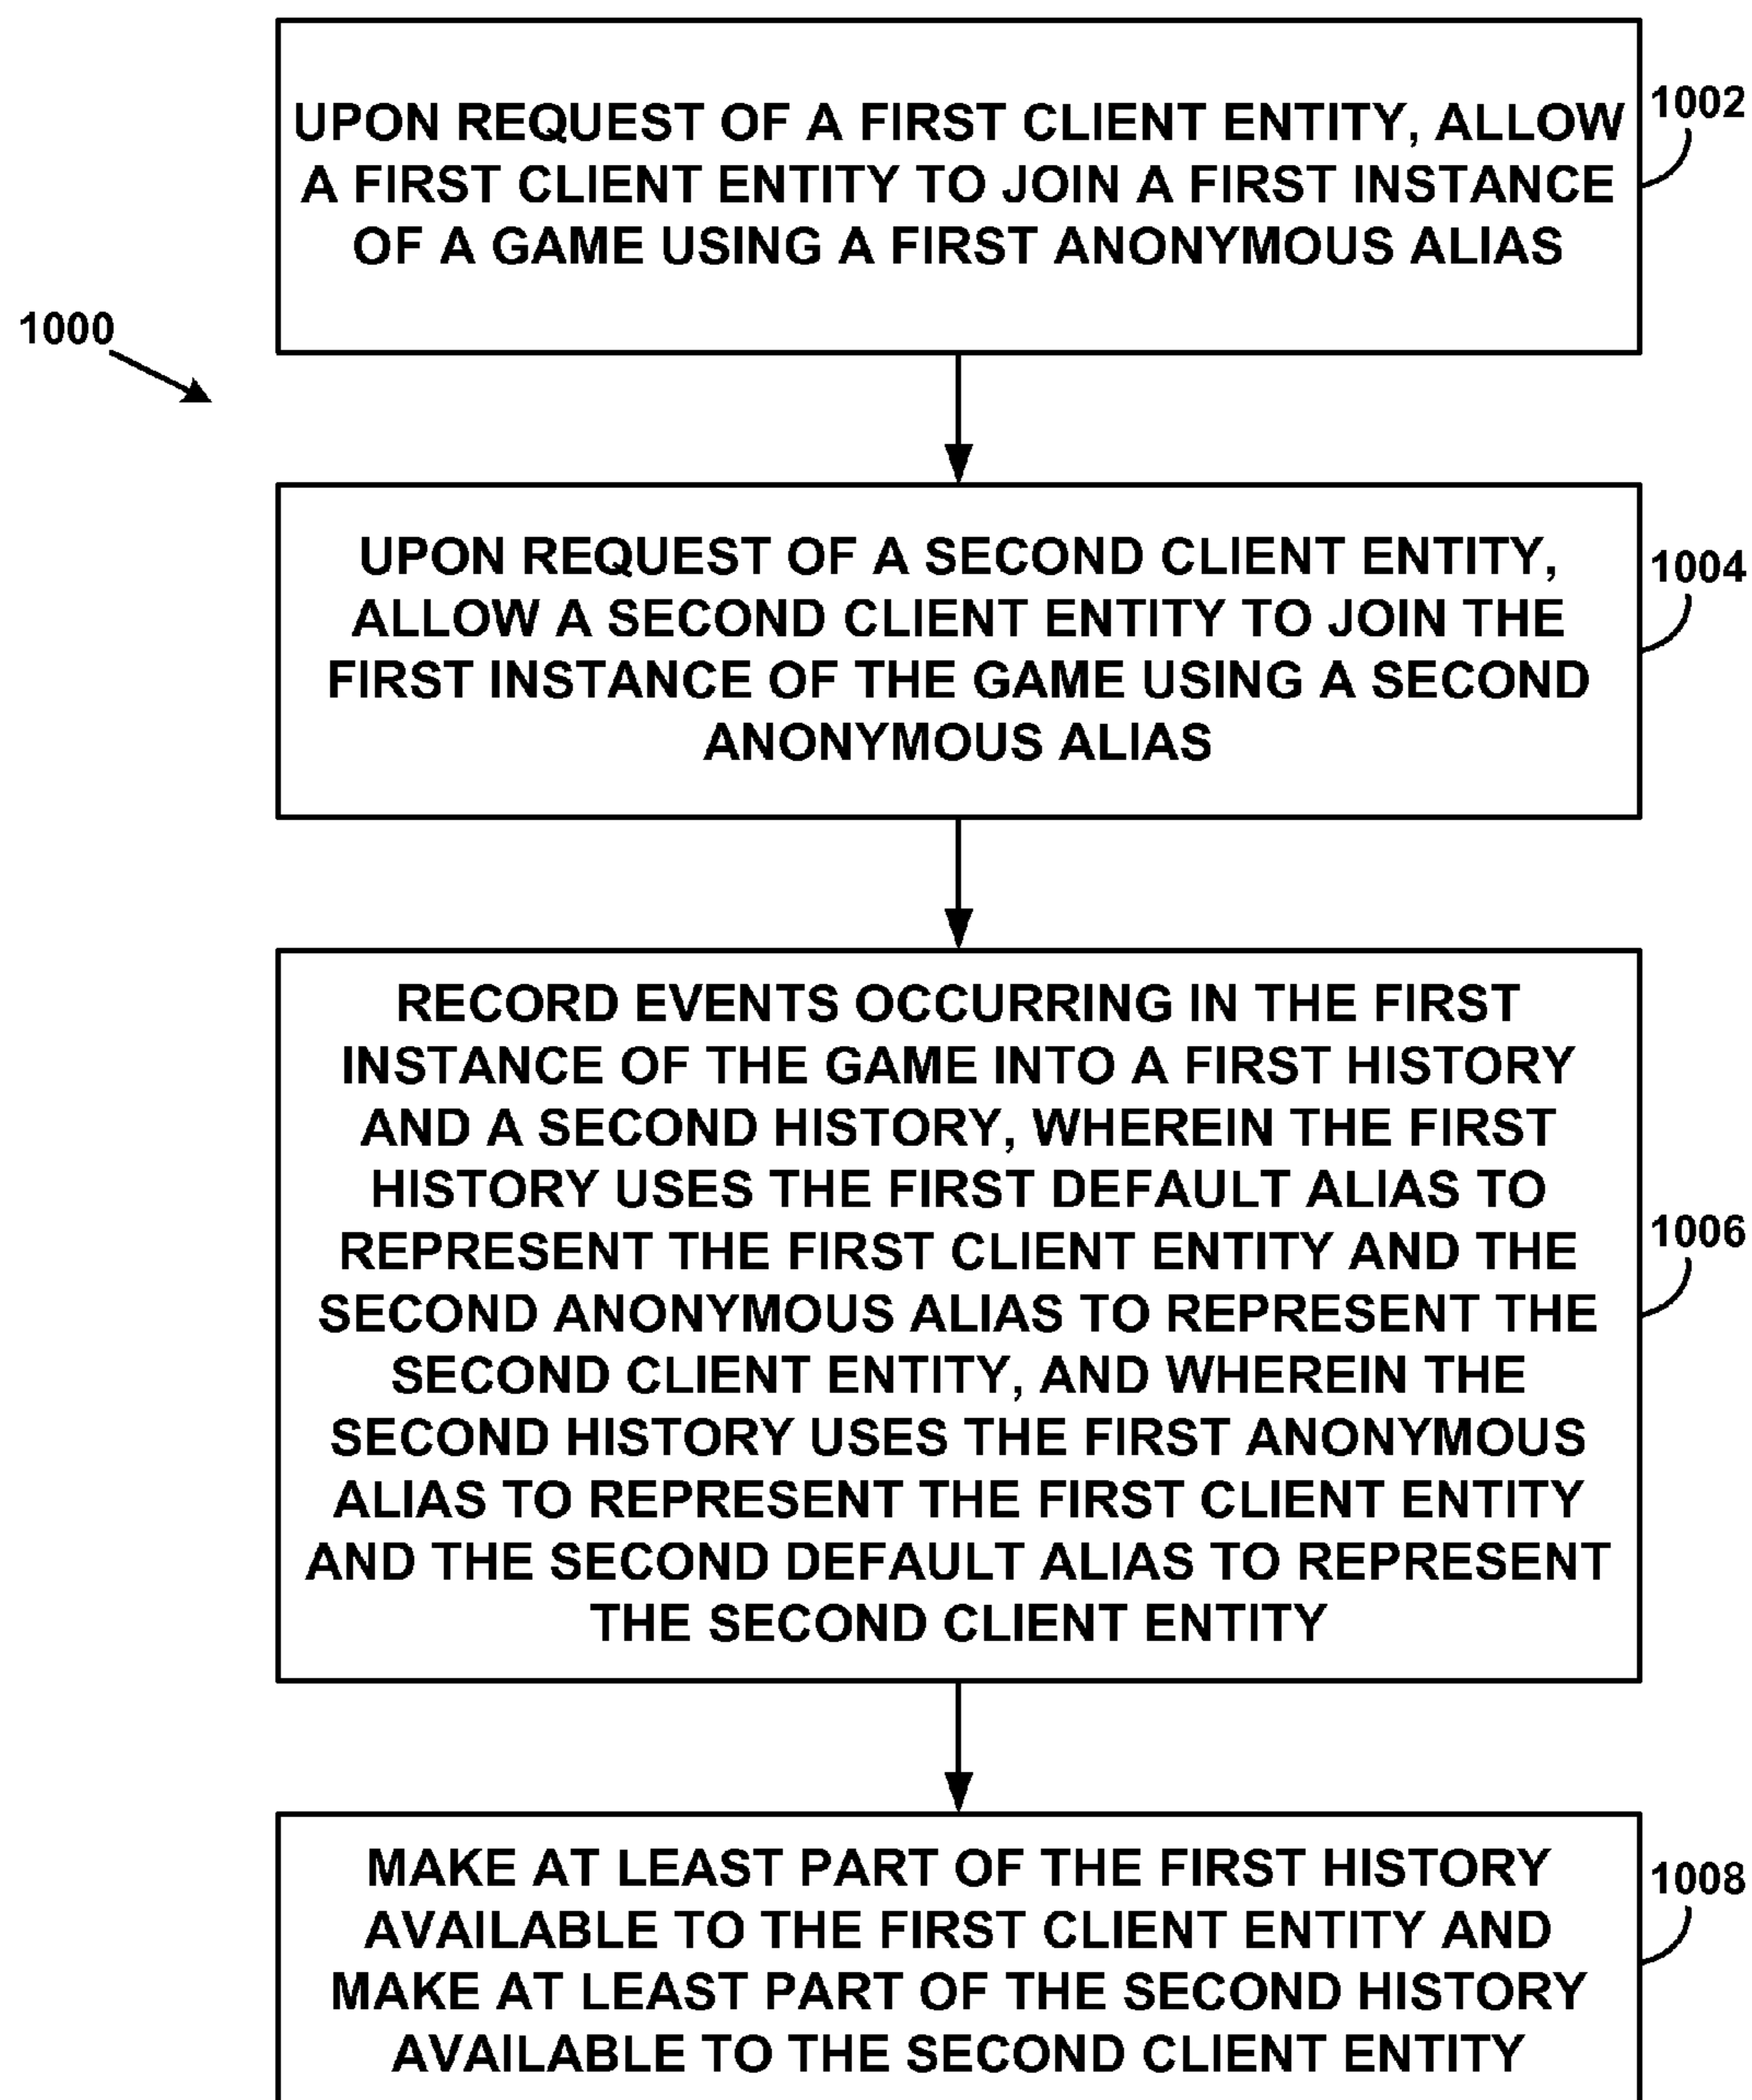 UPON REQUEST OF A FIRST CLIENT ENTITY, ALLOW
A FIRST CLIENT ENTITY TO JOIN A FIRST INSTANCE
OF A GAME USING A FIRST ANONYMOUS ALIAS
1002
1000
UPON REQUEST OF A SECOND CLIENT ENTITY,
ALLOW A SECOND CLIENT ENTITY TO JOIN THE
FIRST INSTANCE OF THE GAME USING A SECOND
ANONYMOUS ALIAS
1004
RECORD EVENTS OCCURRING IN THE FIRST
INSTANCE OF THE GAME INTO A FIRST HISTORY
AND A SECOND HISTORY, WHEREIN THE FIRST
HISTORY USES THE FIRST DEFAULT ALIAS TO
REPRESENT THE FIRST CLIENT ENTITY AND THE
SECOND ANONYMOUS ALIAS TO REPRESENT THE
SECOND CLIENT ENTITY, AND WHEREIN THE
SECOND HISTORY USES THE FIRST ANONYMOUS
ALIAS TO REPRESENT THE FIRST CLIENT ENTITY
AND THE SECOND DEFAULT ALIAS TO REPRESENT
THE SECOND CLIENT ENTITY
1006
MAKE AT LEAST PART OF THE FIRST HISTORY
AVAILABLE TO THE FIRST CLIENT ENTITY AND
MAKE AT LEAST PART OF THE SECOND HISTORY
AVAILABLE TO THE SECOND CLIENT ENTITY
1008